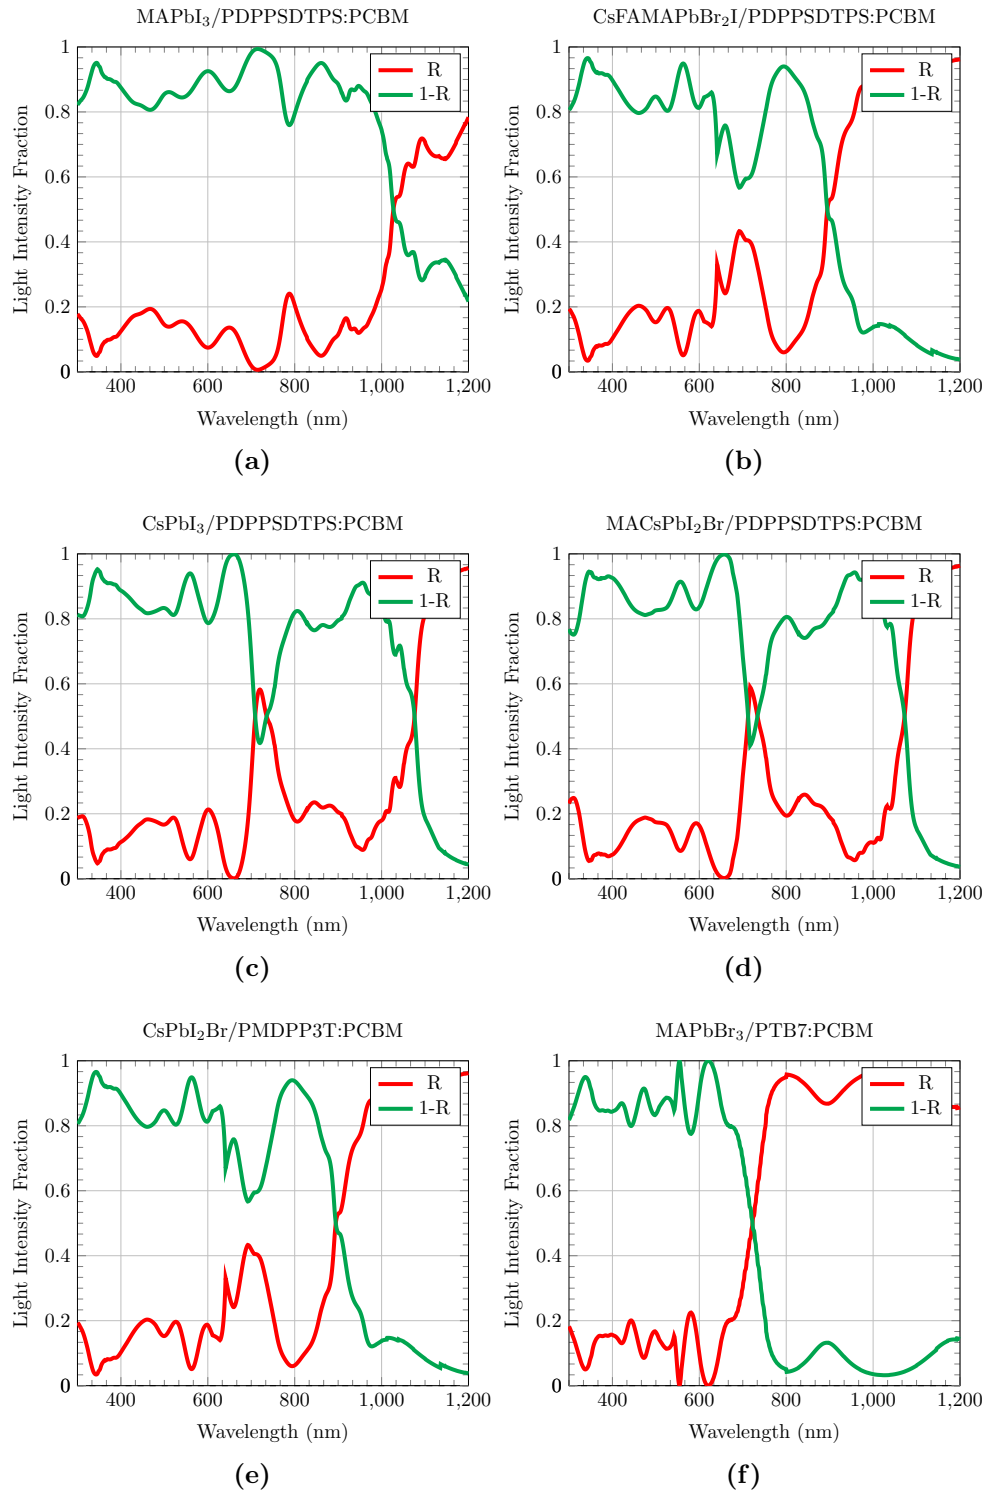 MAPbI₃/PDPPSDTPS:PCBM
1
0.8
0.6
0.4
0.2
0
0
Light Intensity Fraction
R
1-R
400
600
800
1,000
1,200
Wavelength (nm)
(a)
CsFAMAPbBr₂I/PDPPSDTPS:PCBM
1
0.8
0.6
0.4
0.2
0
0
Light Intensity Fraction
R
1-R
400
600
800
1,000
1,200
Wavelength (nm)
(b)
CsPbI₃/PDPPSDTPS:PCBM
1
0.8
0.6
0.4
0.2
0
0
Light Intensity Fraction
R
1-R
400
600
800
1,000
1,200
Wavelength (nm)
(c)
MACsPbI₂Br/PDPPSDTPS:PCBM
1
0.8
0.6
0.4
0.2
0
0
Light Intensity Fraction
R
1-R
400
600
800
1,000
1,200
Wavelength (nm)
(d)
CsPbI₂Br/PMDPP3T:PCBM
1
0.8
0.6
0.4
0.2
0
0
Light Intensity Fraction
R
1-R
400
600
800
1,000
1,200
Wavelength (nm)
(e)
MAPbBr₃/PTB7:PCBM
1
0.8
0.6
0.4
0.2
0
0
Light Intensity Fraction
R
1-R
400
600
800
1,000
1,200
Wavelength (nm)
(f)